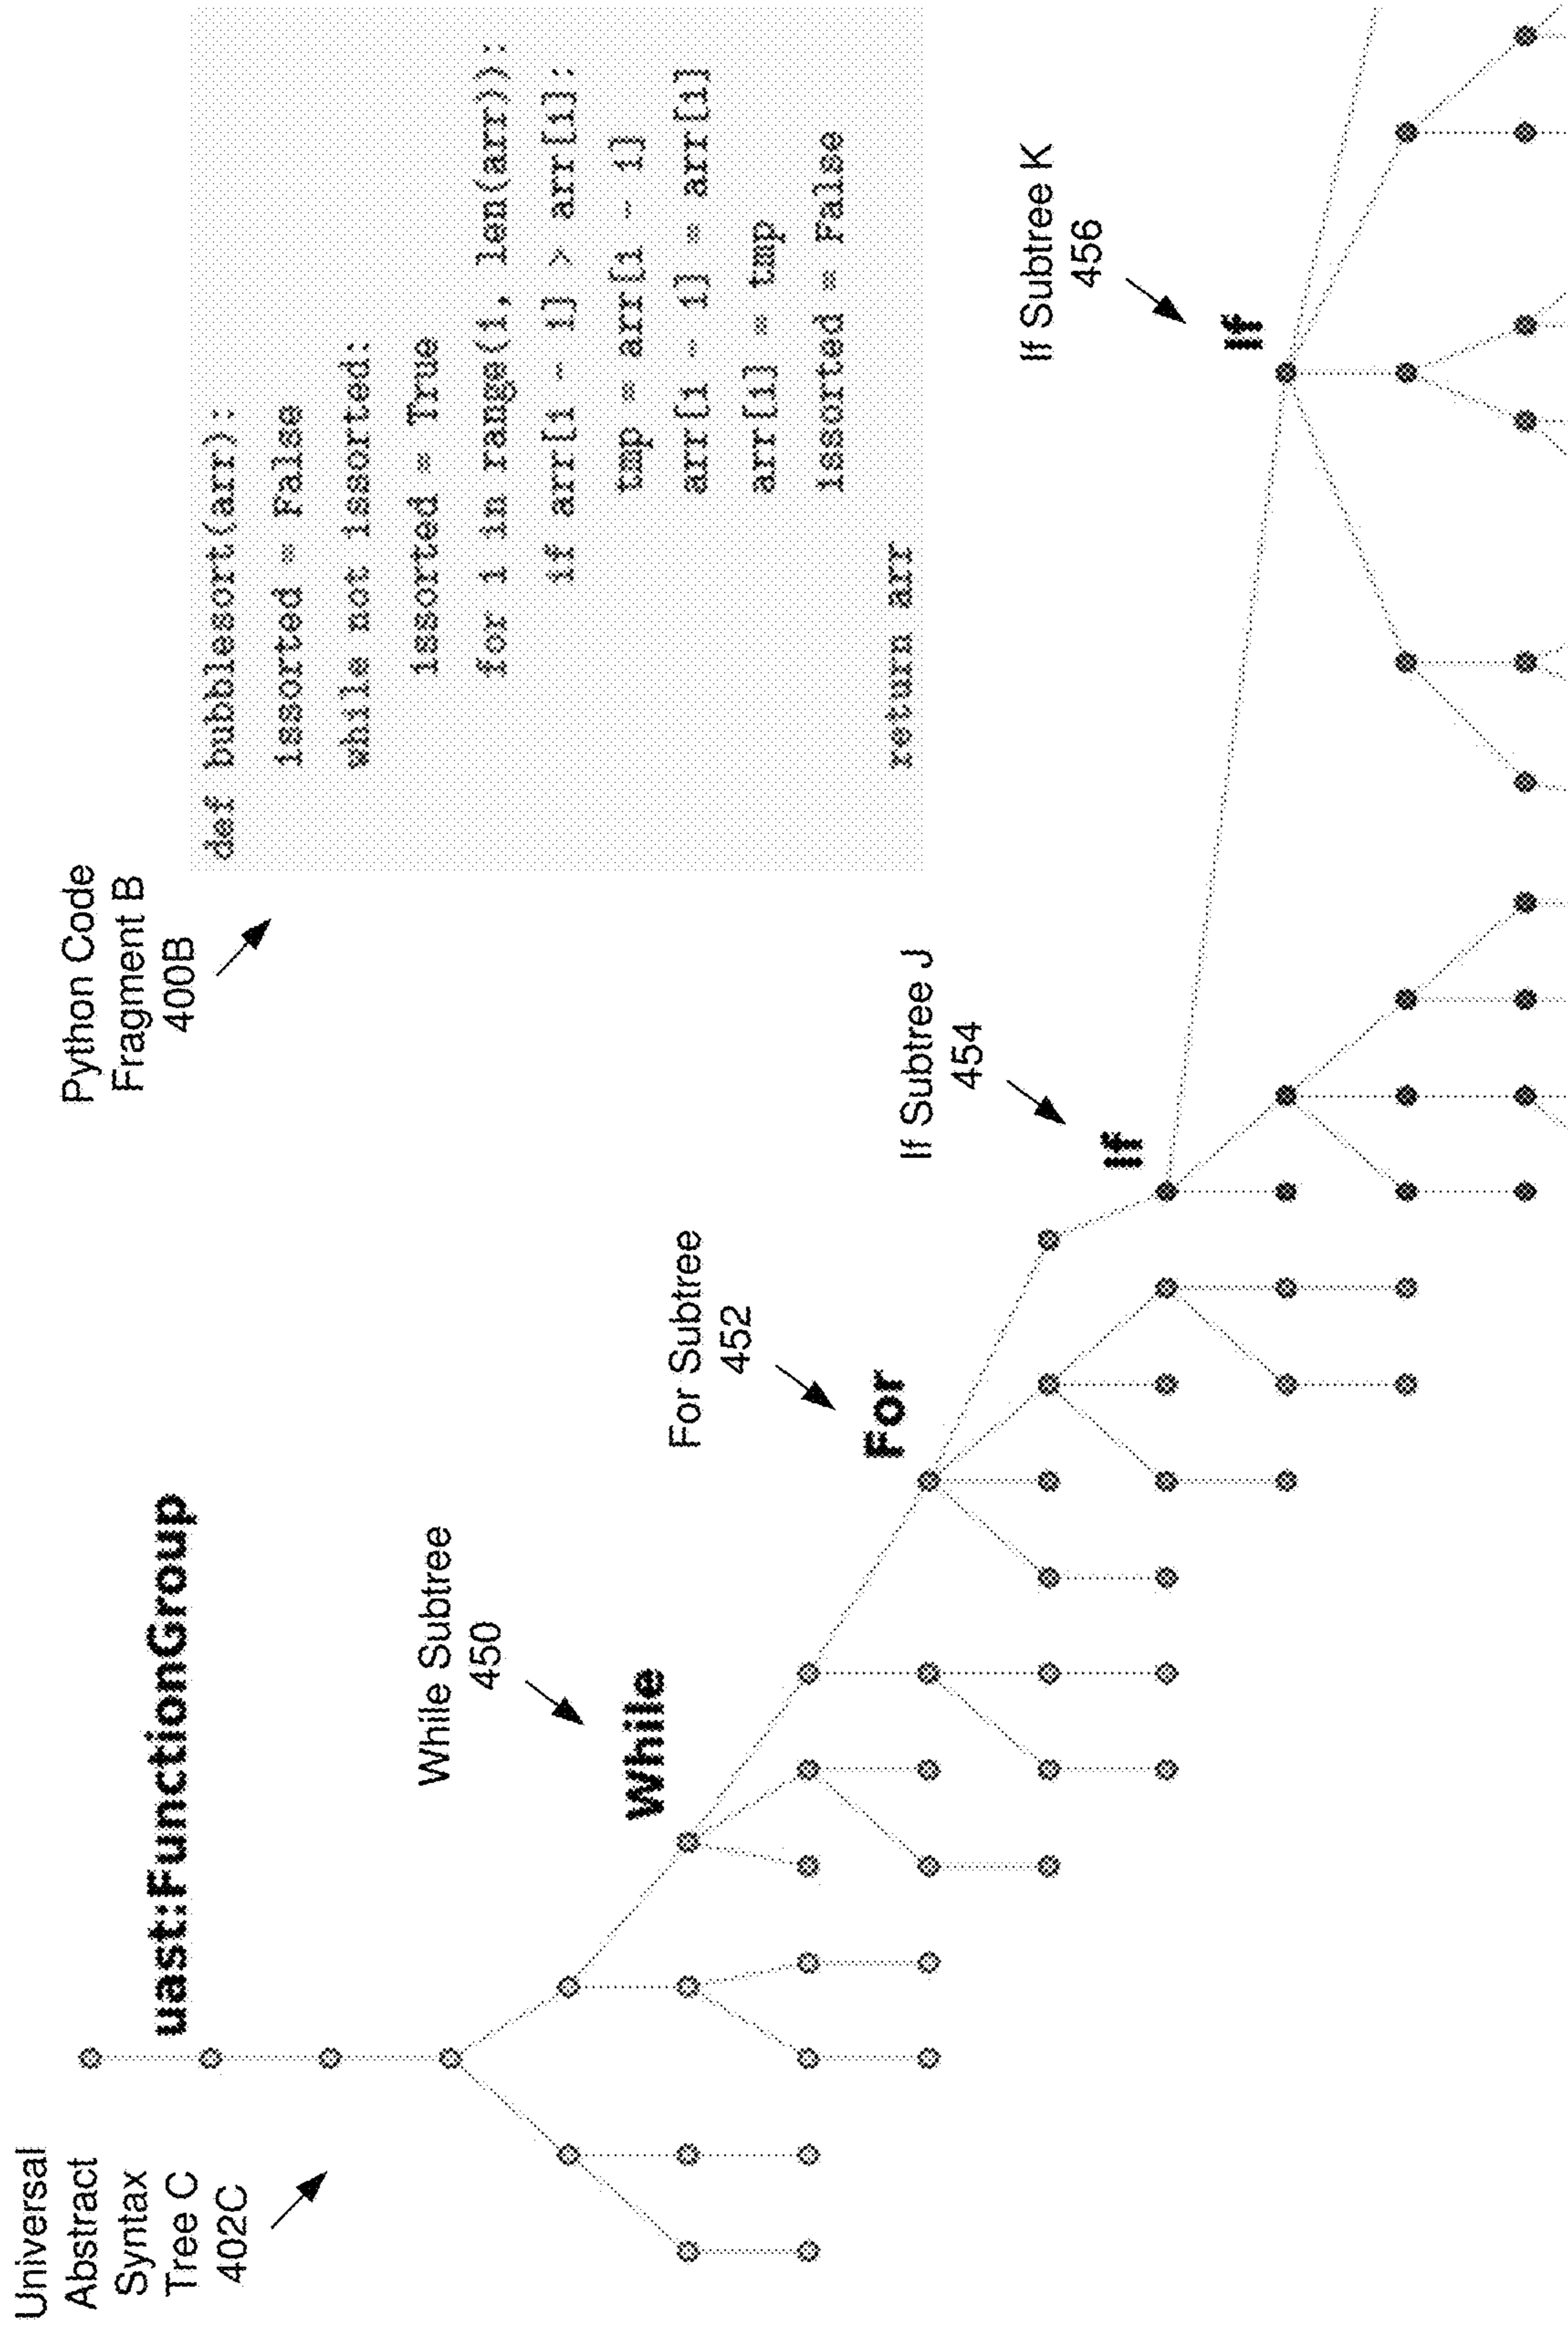 Universal
Abstract
Syntax
Tree C
402C
uast:FunctionGroup
Python Code
Fragment B
400B
def bubblesort(arr):
issorted = False
while not issorted:
issorted = True
for i in range(1, len(arr)):
if arr[i - 1] > arr[i]:
tmp = arr[i - 1]
arr[i - 1] = arr[i]
arr[i] = tmp
issorted = False
return arr
While Subtree
450
While
For Subtree
452
For
If Subtree J
454
If
If Subtree K
456
If